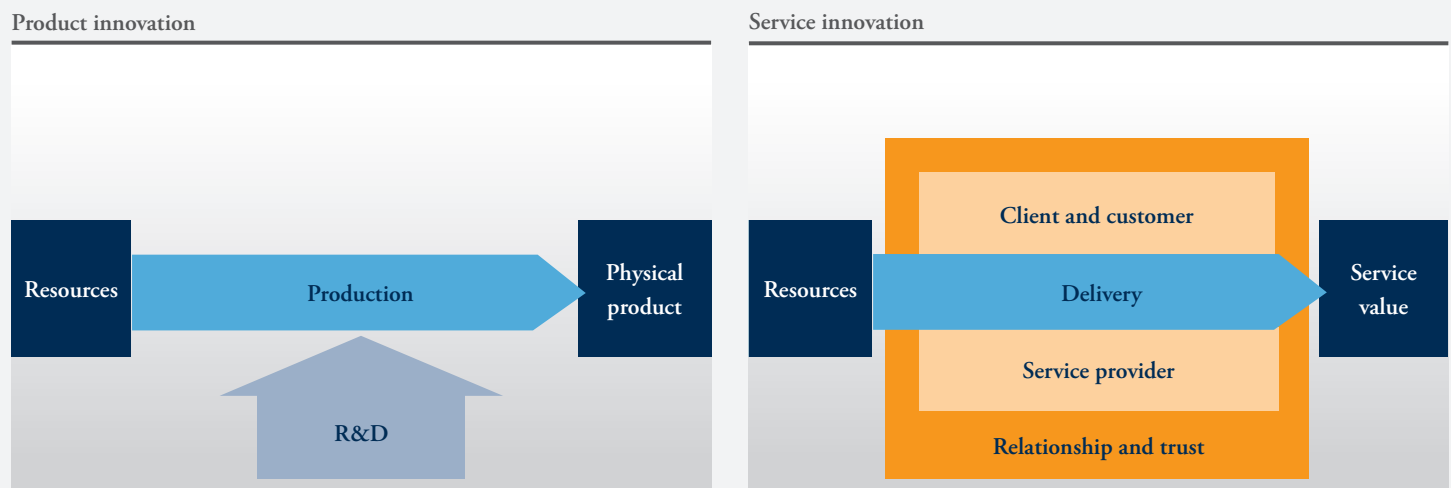 Product innovation
Resources
Production
Physical
product
R&D
Service innovation
Resources
Client and customer
Delivery
Service provider
Relationship and trust
Service
value